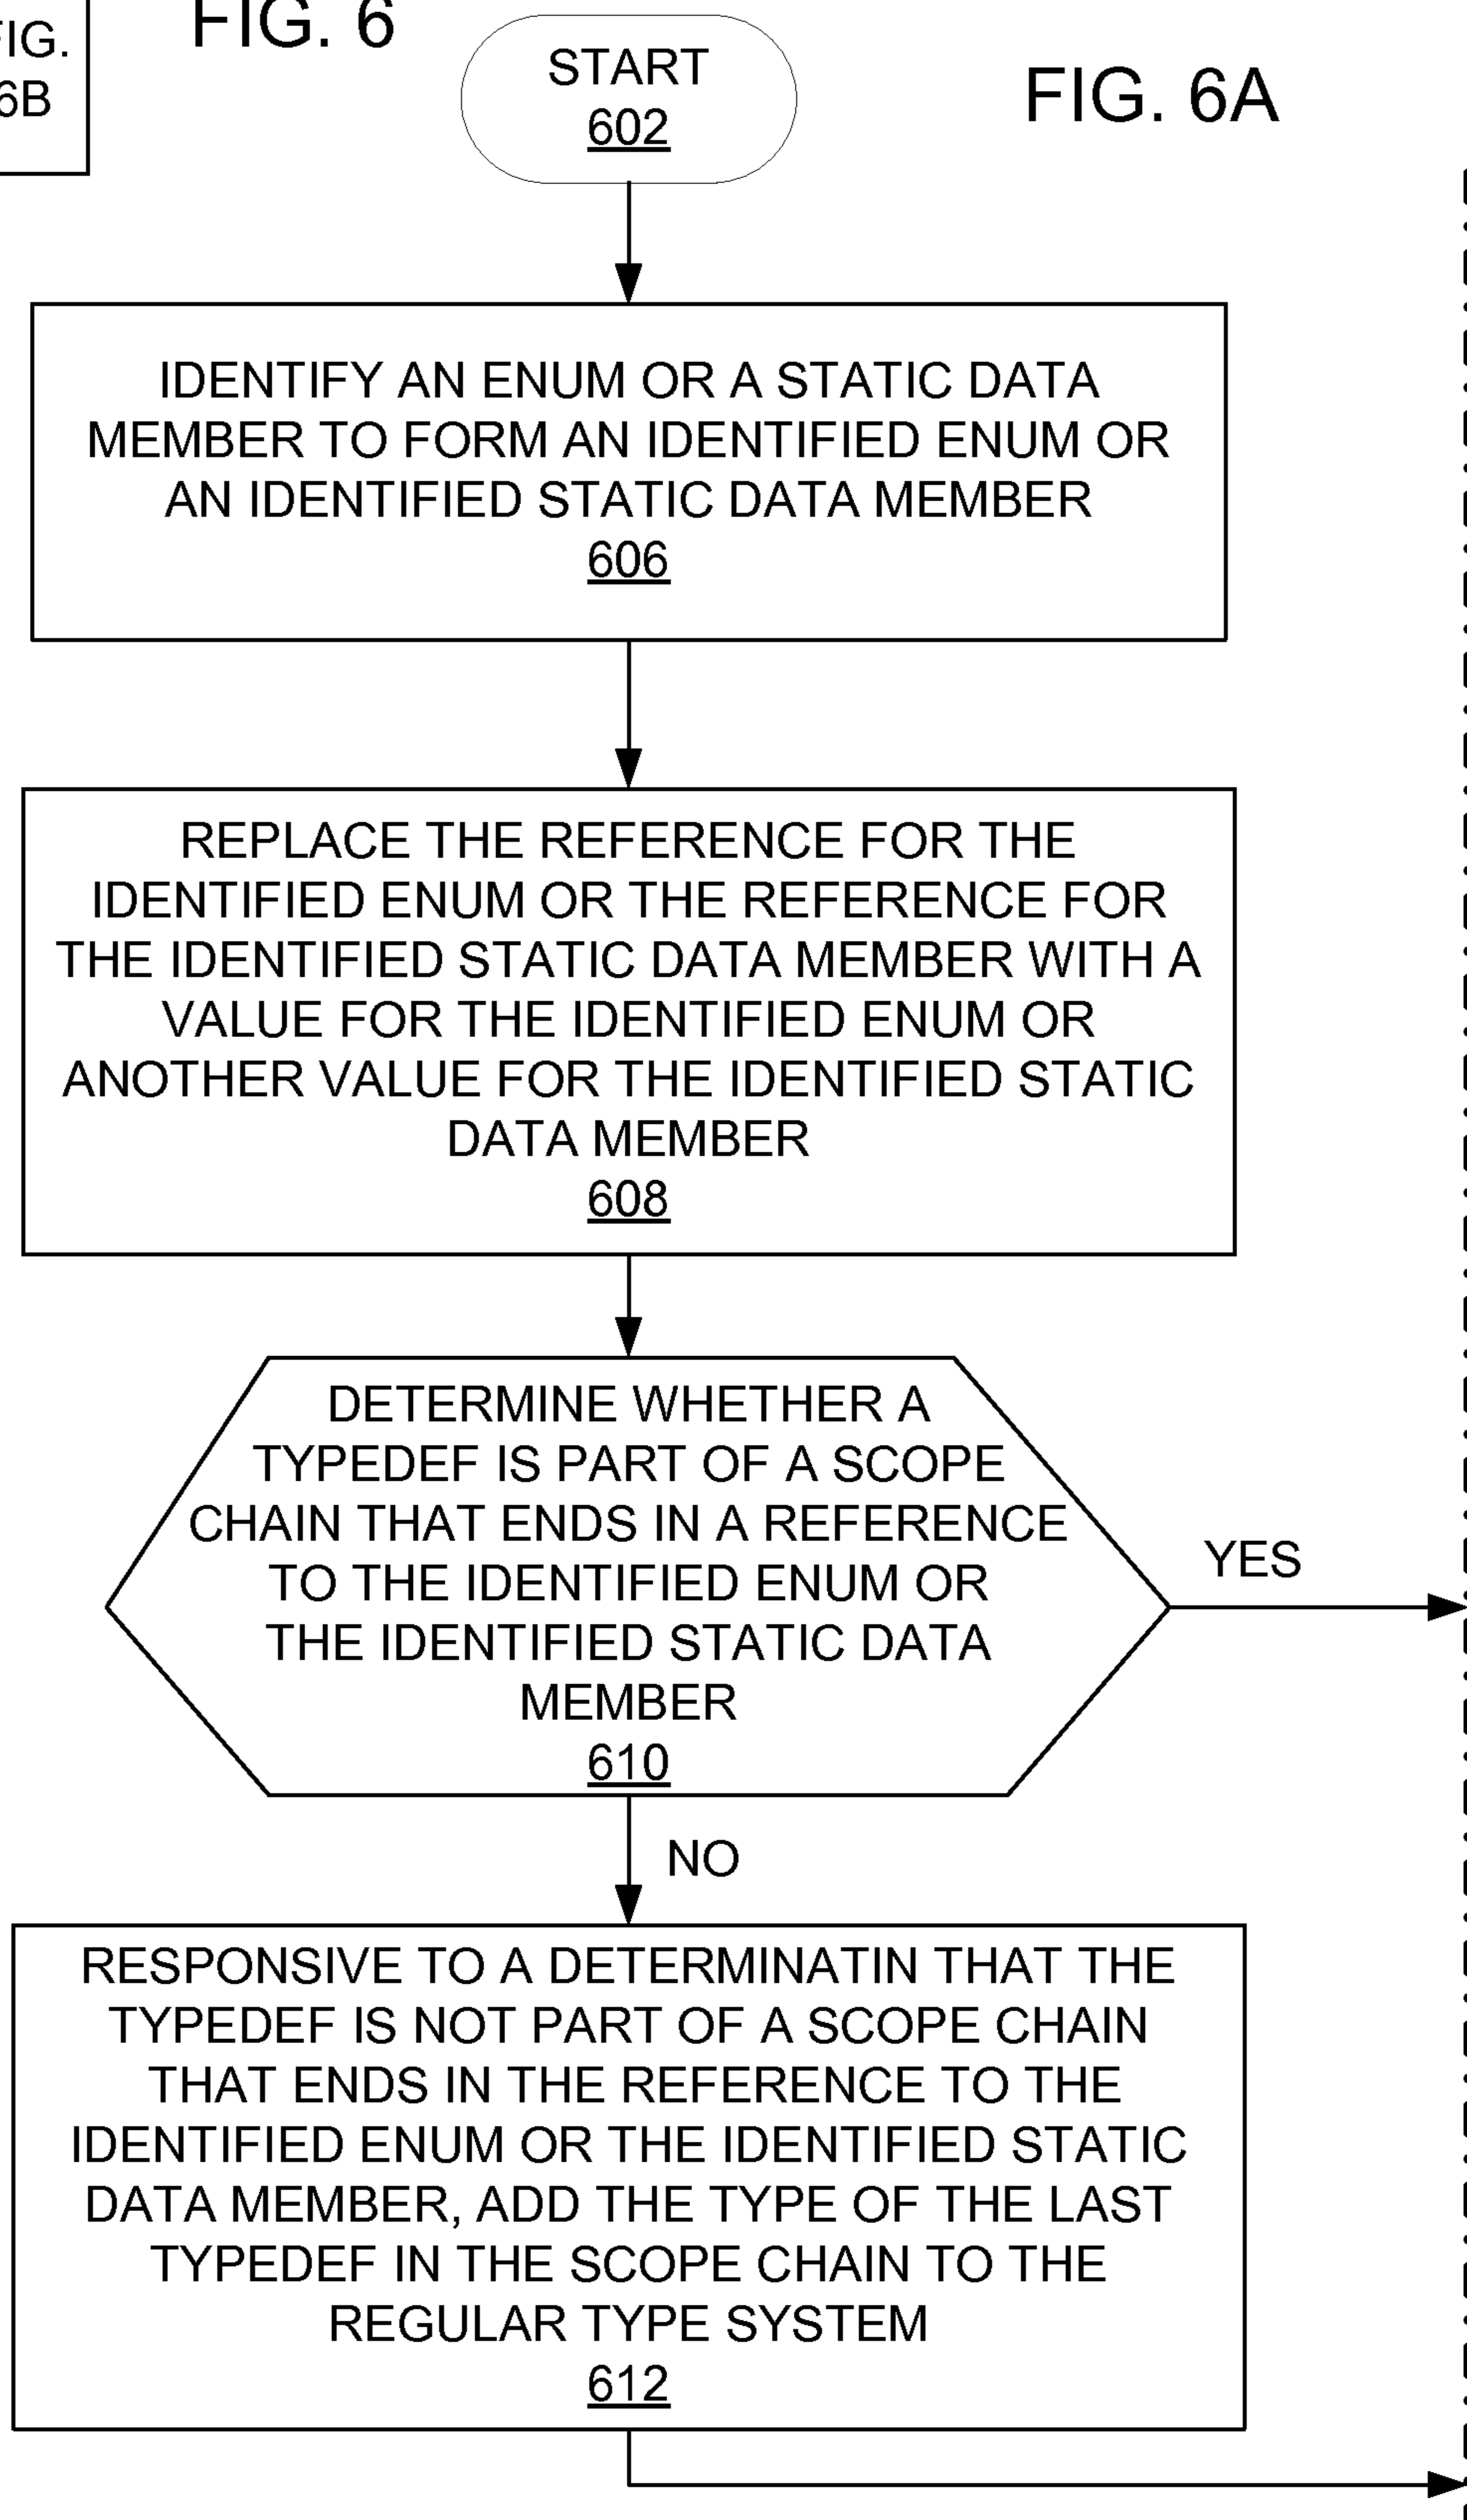 FIG.
6B
FIG. 6
START
602
FIG. 6A
IDENTIFY AN ENUM OR A STATIC DATA
MEMBER TO FORM AN IDENTIFIED ENUM OR
AN IDENTIFIED STATIC DATA MEMBER
606
REPLACE THE REFERENCE FOR THE
IDENTIFIED ENUM OR THE REFERENCE FOR
THE IDENTIFIED STATIC DATA MEMBER WITH A
VALUE FOR THE IDENTIFIED ENUM OR
ANOTHER VALUE FOR THE IDENTIFIED STATIC
DATA MEMBER
608
DETERMINE WHETHER A
TYPEDEF IS PART OF A SCOPE
CHAIN THAT ENDS IN A REFERENCE
TO THE IDENTIFIED ENUM OR
THE IDENTIFIED STATIC DATA
MEMBER
610
YES
NO
RESPONSIVE TO A DETERMINATIN THAT THE
TYPEDEF IS NOT PART OF A SCOPE CHAIN
THAT ENDS IN THE REFERENCE TO THE
IDENTIFIED ENUM OR THE IDENTIFIED STATIC
DATA MEMBER, ADD THE TYPE OF THE LAST
TYPEDEF IN THE SCOPE CHAIN TO THE
REGULAR TYPE SYSTEM
612